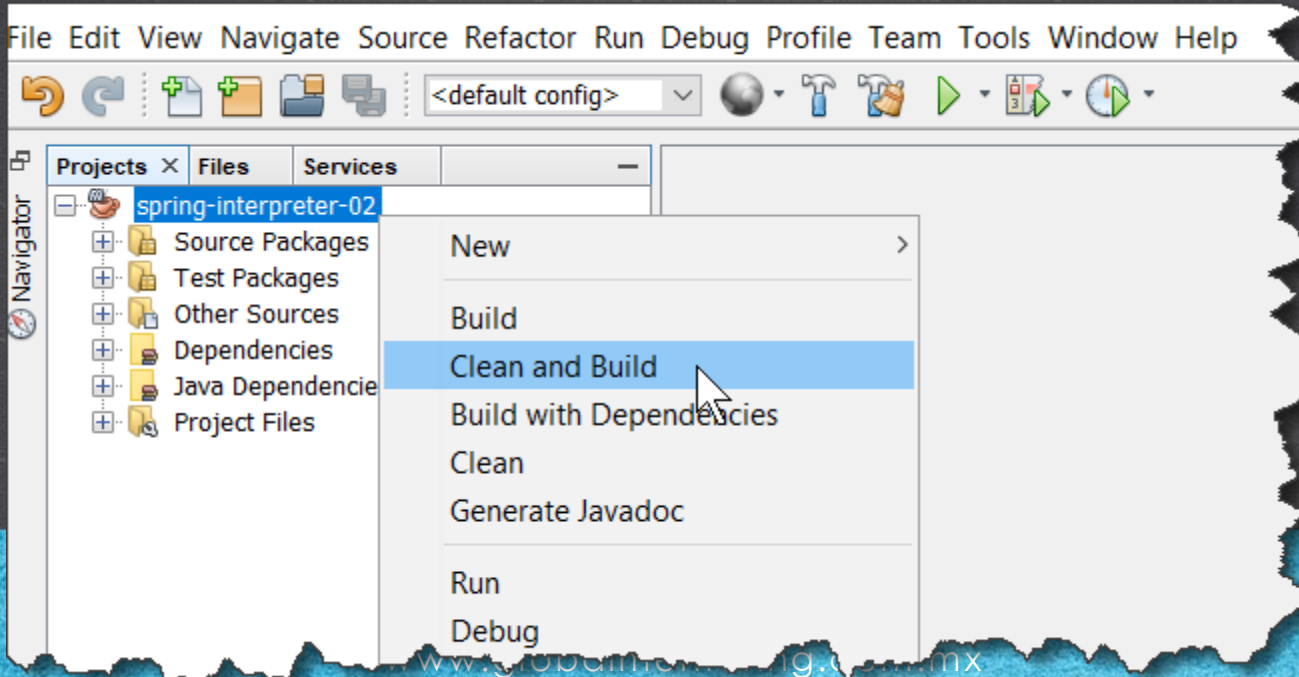 File Edit View Navigate Source Refactor Run Debug Profile Team Tools Window Help
<default config>
Projects Files Services
Navigator
spring-interpreter-02
Source Packages
Test Packages
Other Sources
Dependencies
Java Dependencie
Project Files
New
Build
Clean and Build
Build with Dependencies
Clean
Generate Javadoc
Run
Debug